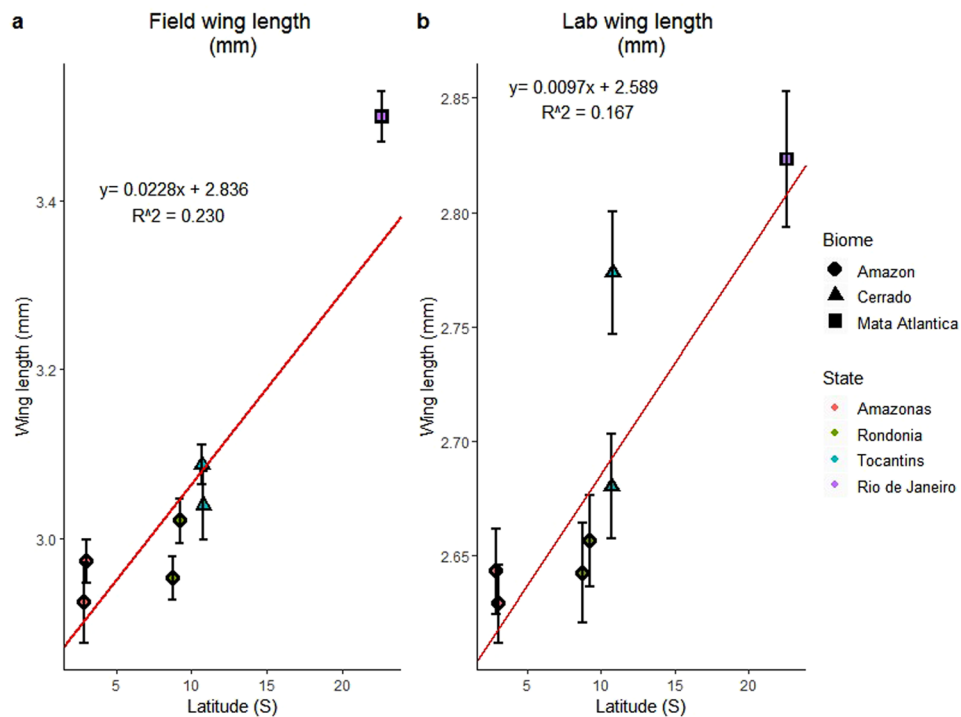 a
Field wing length
(mm)
y= 0.0228x + 2.836
R^2 = 0.230
3.4
3.2
3.0
Wing length (mm)
5
10
15
20
Latitude (S)
b
Lab wing length
(mm)
y= 0.0097x + 2.589
R^2 = 0.167
2.85
2.80
2.75
2.70
2.65
Wing length (mm)
5
10
15
20
Latitude (S)
Biome
Amazon
Cerrado
Mata Atlantica
State
Amazonas
Rondonia
Tocantins
Rio de Janeiro